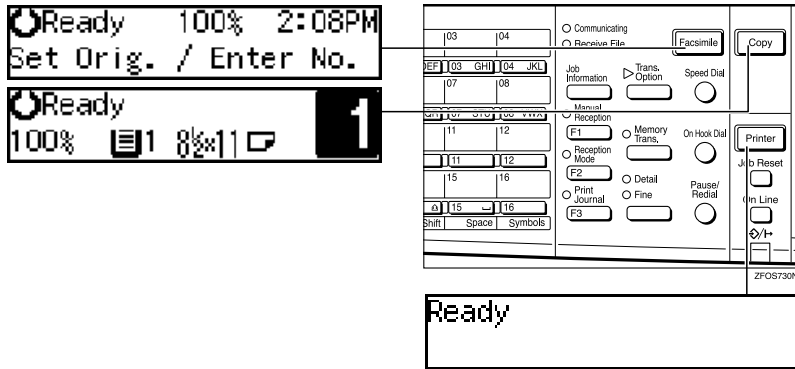 Ready 100% 2:08PM
Set Orig. / Enter No.
Ready
100% 1 8½×11 1
03 04
DEF 03 GHI 04 JKL
07 08
11 12
11 12
15 16
15 16
Shift Space Symbols
Communicating
Receive File
Job Information
Trans. Option
Speed Dial
Manual Reception
F1
Memory Trans.
On Hook Dial
Reception Mode
F2
Detail
Print Journal
Fine
Pause/ Redial
F3
Facsimile
Copy
Printer
Job Reset
On Line
ZFOS730N
Ready